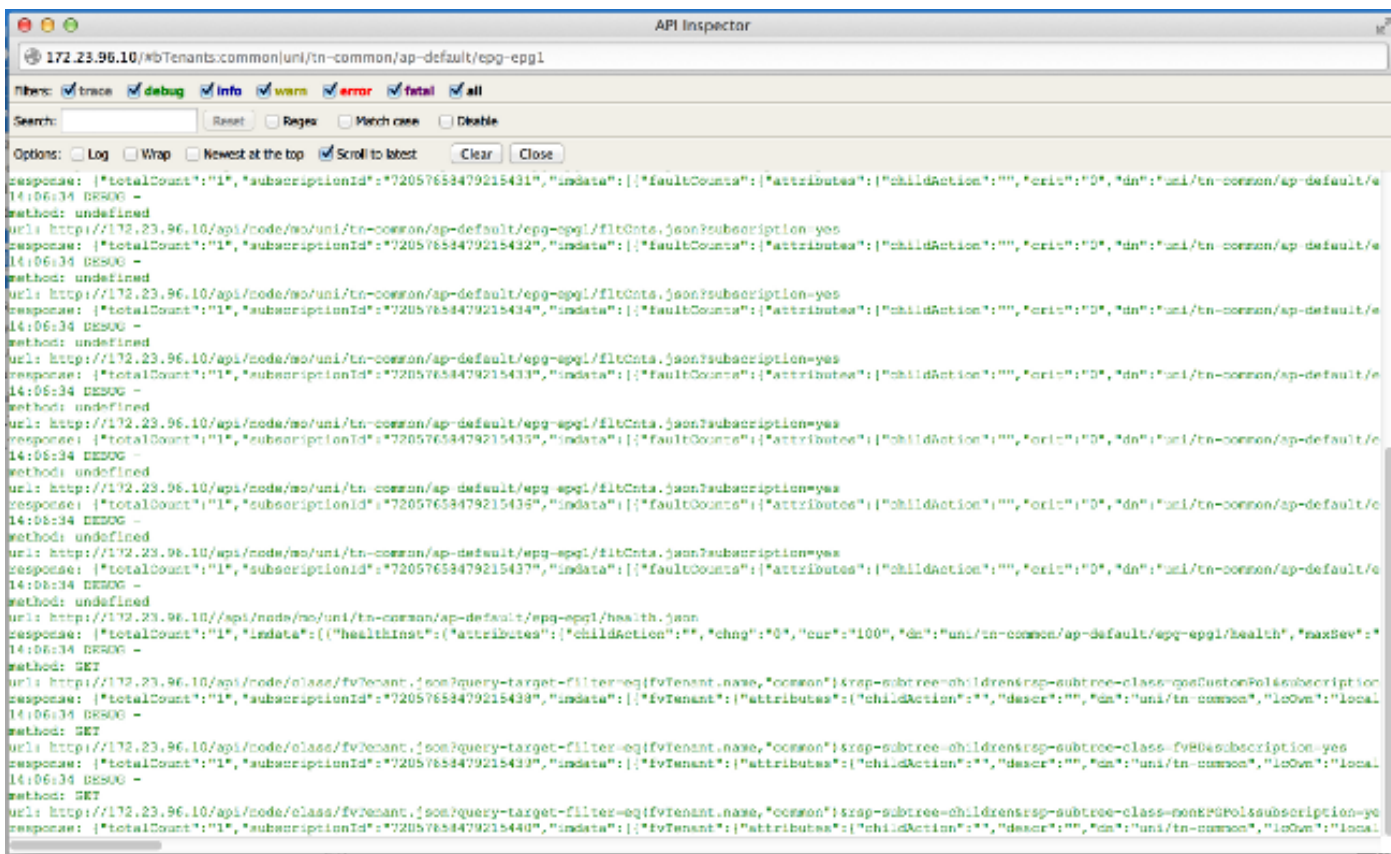 API Inspector
172.23.96.10/#bTenants:common|uni/tn-common/ap-default/epg-epg1
Filters: trace debug info warn error fatal all
Search: Reset Regex Match case Disable
Options: Log Wrap Newest at the top Scroll to latest Clear Close
response: {"totalCount":"1","subscriptionId":"72057658479215431","imdata":[{"faultCounts":{"attributes":{"childAction":"","crit":"0","dn":"uni/tn-common/ap-default/e
14:06:34 DEBUG -
method: undefined
url: http://172.23.96.10/api/node/mo/uni/tn-common/ap-default/epg-epg1/fltCnts.json?subscription=yes
response: {"totalCount":"1","subscriptionId":"72057658479215432","imdata":[{"faultCounts":{"attributes":{"childAction":"","crit":"0","dn":"uni/tn-common/ap-default/e
14:06:34 DEBUG -
method: undefined
url: http://172.23.96.10/api/node/mo/uni/tn-common/ap-default/epg-epg1/fltCnts.json?subscription=yes
response: {"totalCount":"1","subscriptionId":"72057658479215434","imdata":[{"faultCounts":{"attributes":{"childAction":"","crit":"0","dn":"uni/tn-common/ap-default/e
14:06:34 DEBUG -
method: undefined
url: http://172.23.96.10/api/node/mo/uni/tn-common/ap-default/epg-epg1/fltCnts.json?subscription=yes
response: {"totalCount":"1","subscriptionId":"72057658479215433","imdata":[{"faultCounts":{"attributes":{"childAction":"","crit":"0","dn":"uni/tn-common/ap-default/e
14:06:34 DEBUG -
method: undefined
url: http://172.23.96.10/api/node/mo/uni/tn-common/ap-default/epg-epg1/fltCnts.json?subscription=yes
response: {"totalCount":"1","subscriptionId":"72057658479215435","imdata":[{"faultCounts":{"attributes":{"childAction":"","crit":"0","dn":"uni/tn-common/ap-default/e
14:06:34 DEBUG -
method: undefined
url: http://172.23.96.10/api/node/mo/uni/tn-common/ap-default/epg-epg1/fltCnts.json?subscription=yes
response: {"totalCount":"1","subscriptionId":"72057658479215436","imdata":[{"faultCounts":{"attributes":{"childAction":"","crit":"0","dn":"uni/tn-common/ap-default/e
14:06:34 DEBUG -
method: undefined
url: http://172.23.96.10/api/node/mo/uni/tn-common/ap-default/epg-epg1/fltCnts.json?subscription=yes
response: {"totalCount":"1","subscriptionId":"72057658479215437","imdata":[{"faultCounts":{"attributes":{"childAction":"","crit":"0","dn":"uni/tn-common/ap-default/e
14:06:34 DEBUG -
method: undefined
url: http://172.23.96.10//api/node/mo/uni/tn-common/ap-default/epg-epg1/health.json
response: {"totalCount":"1","imdata":[{"healthInst":{"attributes":{"childAction":"","chng":"0","cur":"100","dn":"uni/tn-common/ap-default/epg-epg1/health","maxSev":"
14:06:34 DEBUG -
method: GET
url: http://172.23.96.10/api/node/class/fvTenant.json?query-target-filter=eq(fvTenant.name,"common")&rsp-subtree=children&rsp-subtree-class=qosCustomPol&subscription
response: {"totalCount":"1","subscriptionId":"72057658479215438","imdata":[{"fvTenant":{"attributes":{"childAction":"","descr":"","dn":"uni/tn-common","lcOwn":"local
14:06:34 DEBUG -
method: GET
url: http://172.23.96.10/api/node/class/fvTenant.json?query-target-filter=eq(fvTenant.name,"common")&rsp-subtree=children&rsp-subtree-class=fvBD&subscription=yes
response: {"totalCount":"1","subscriptionId":"72057658479215439","imdata":[{"fvTenant":{"attributes":{"childAction":"","descr":"","dn":"uni/tn-common","lcOwn":"local
14:06:34 DEBUG -
method: GET
url: http://172.23.96.10/api/node/class/fvTenant.json?query-target-filter=eq(fvTenant.name,"common")&rsp-subtree=children&rsp-subtree-class=monEPGPol&subscription=ye
response: {"totalCount":"1","subscriptionId":"72057658479215440","imdata":[{"fvTenant":{"attributes":{"childAction":"","descr":"","dn":"uni/tn-common","lcOwn":"local